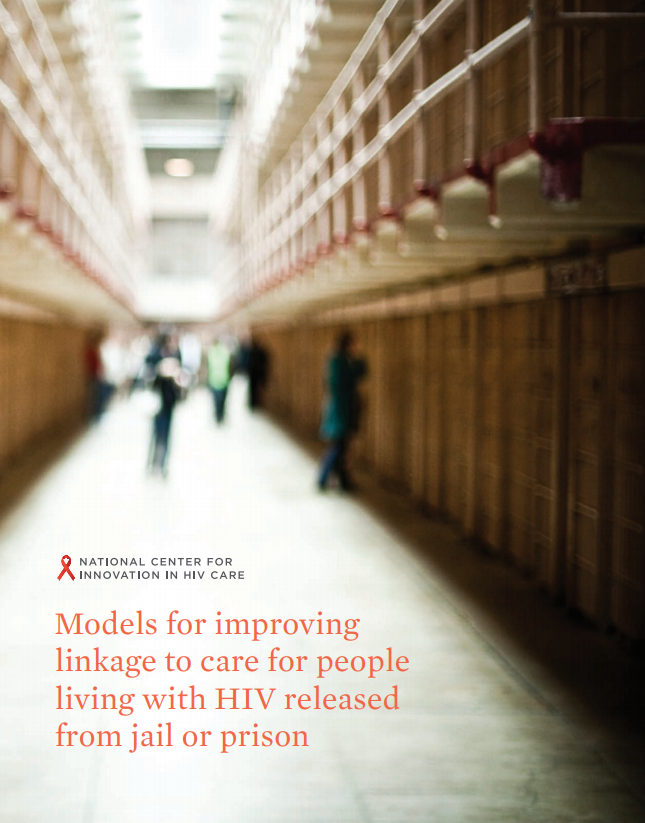 NATIONAL CENTER FOR
INNOVATION IN HIV CARE
Models for improving
linkage to care for people
living with HIV released
from jail or prison